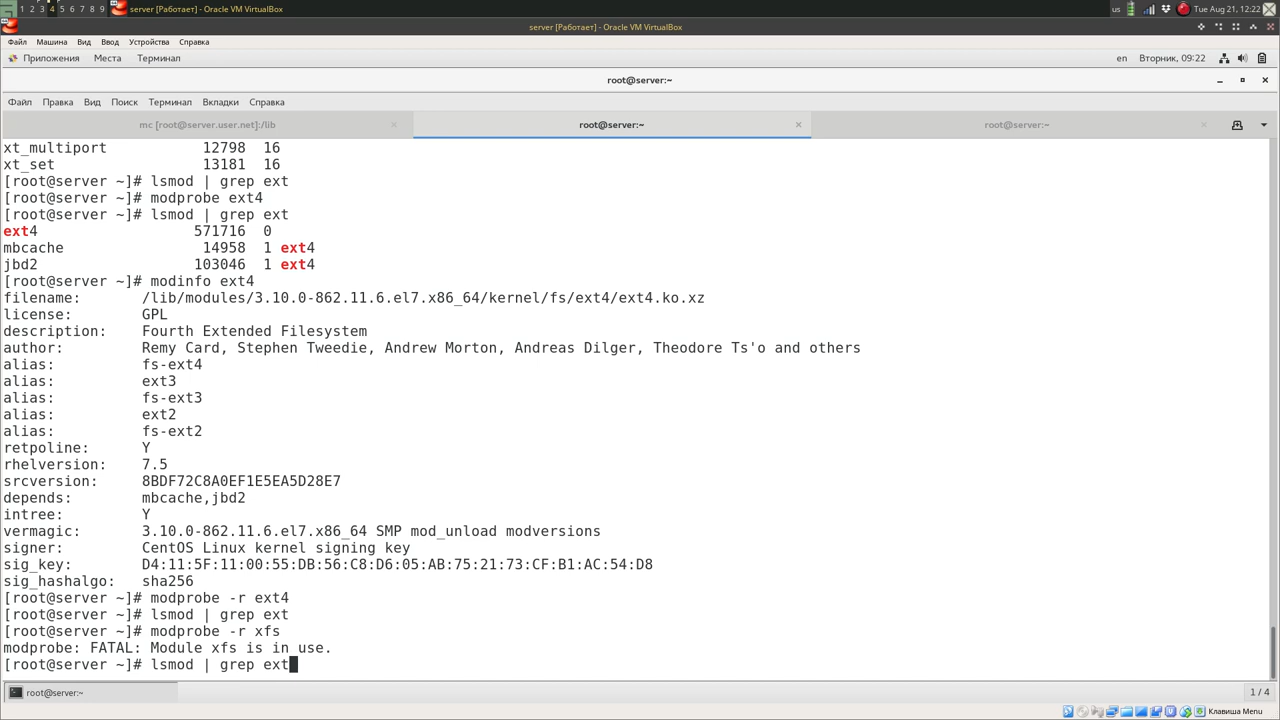 1 2 3 4 5 6 7 8 9 server [Работает] - Oracle VM VirtualBox us Tue Aug 21, 12:22
server [Работает] - Oracle VM VirtualBox
Файл Машина Вид Ввод Устройства Справка
Приложения Места Терминал en Вторник, 09:22
root@server:~
Файл Правка Вид Поиск Терминал Вкладки Справка
mc [root@server.user.net]:/lib root@server:~ root@server:~
xt_multiport 12798 16
xt_set 13181 16
[root@server ~]# lsmod | grep ext
[root@server ~]# modprobe ext4
[root@server ~]# lsmod | grep ext
ext4 571716 0
mbcache 14958 1 ext4
jbd2 103046 1 ext4
[root@server ~]# modinfo ext4
filename: /lib/modules/3.10.0-862.11.6.el7.x86_64/kernel/fs/ext4/ext4.ko.xz
license: GPL
description: Fourth Extended Filesystem
author: Remy Card, Stephen Tweedie, Andrew Morton, Andreas Dilger, Theodore Ts'o and others
alias: fs-ext4
alias: ext3
alias: fs-ext3
alias: ext2
alias: fs-ext2
retpoline: Y
rhelversion: 7.5
srcversion: 8BDF72C8A0EF1E5EA5D28E7
depends: mbcache,jbd2
intree: Y
vermagic: 3.10.0-862.11.6.el7.x86_64 SMP mod_unload modversions
signer: CentOS Linux kernel signing key
sig_key: D4:11:5F:11:00:55:DB:56:C8:D6:05:AB:75:21:73:CF:B1:AC:54:D8
sig_hashalgo: sha256
[root@server ~]# modprobe -r ext4
[root@server ~]# lsmod | grep ext
[root@server ~]# modprobe -r xfs
modprobe: FATAL: Module xfs is in use.
[root@server ~]# lsmod | grep ext
root@server:~ 1 / 4
Клавиша Menu